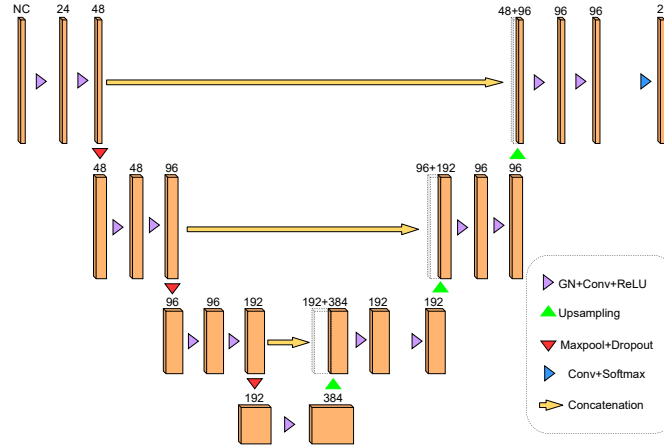 NC 24 48 48+96 96 96 2
48 48 96 96+192 96 96
96 96 192 192+384 192 192
192 384
GN+Conv+ReLU
Upsampling
Maxpool+Dropout
Conv+Softmax
Concatenation